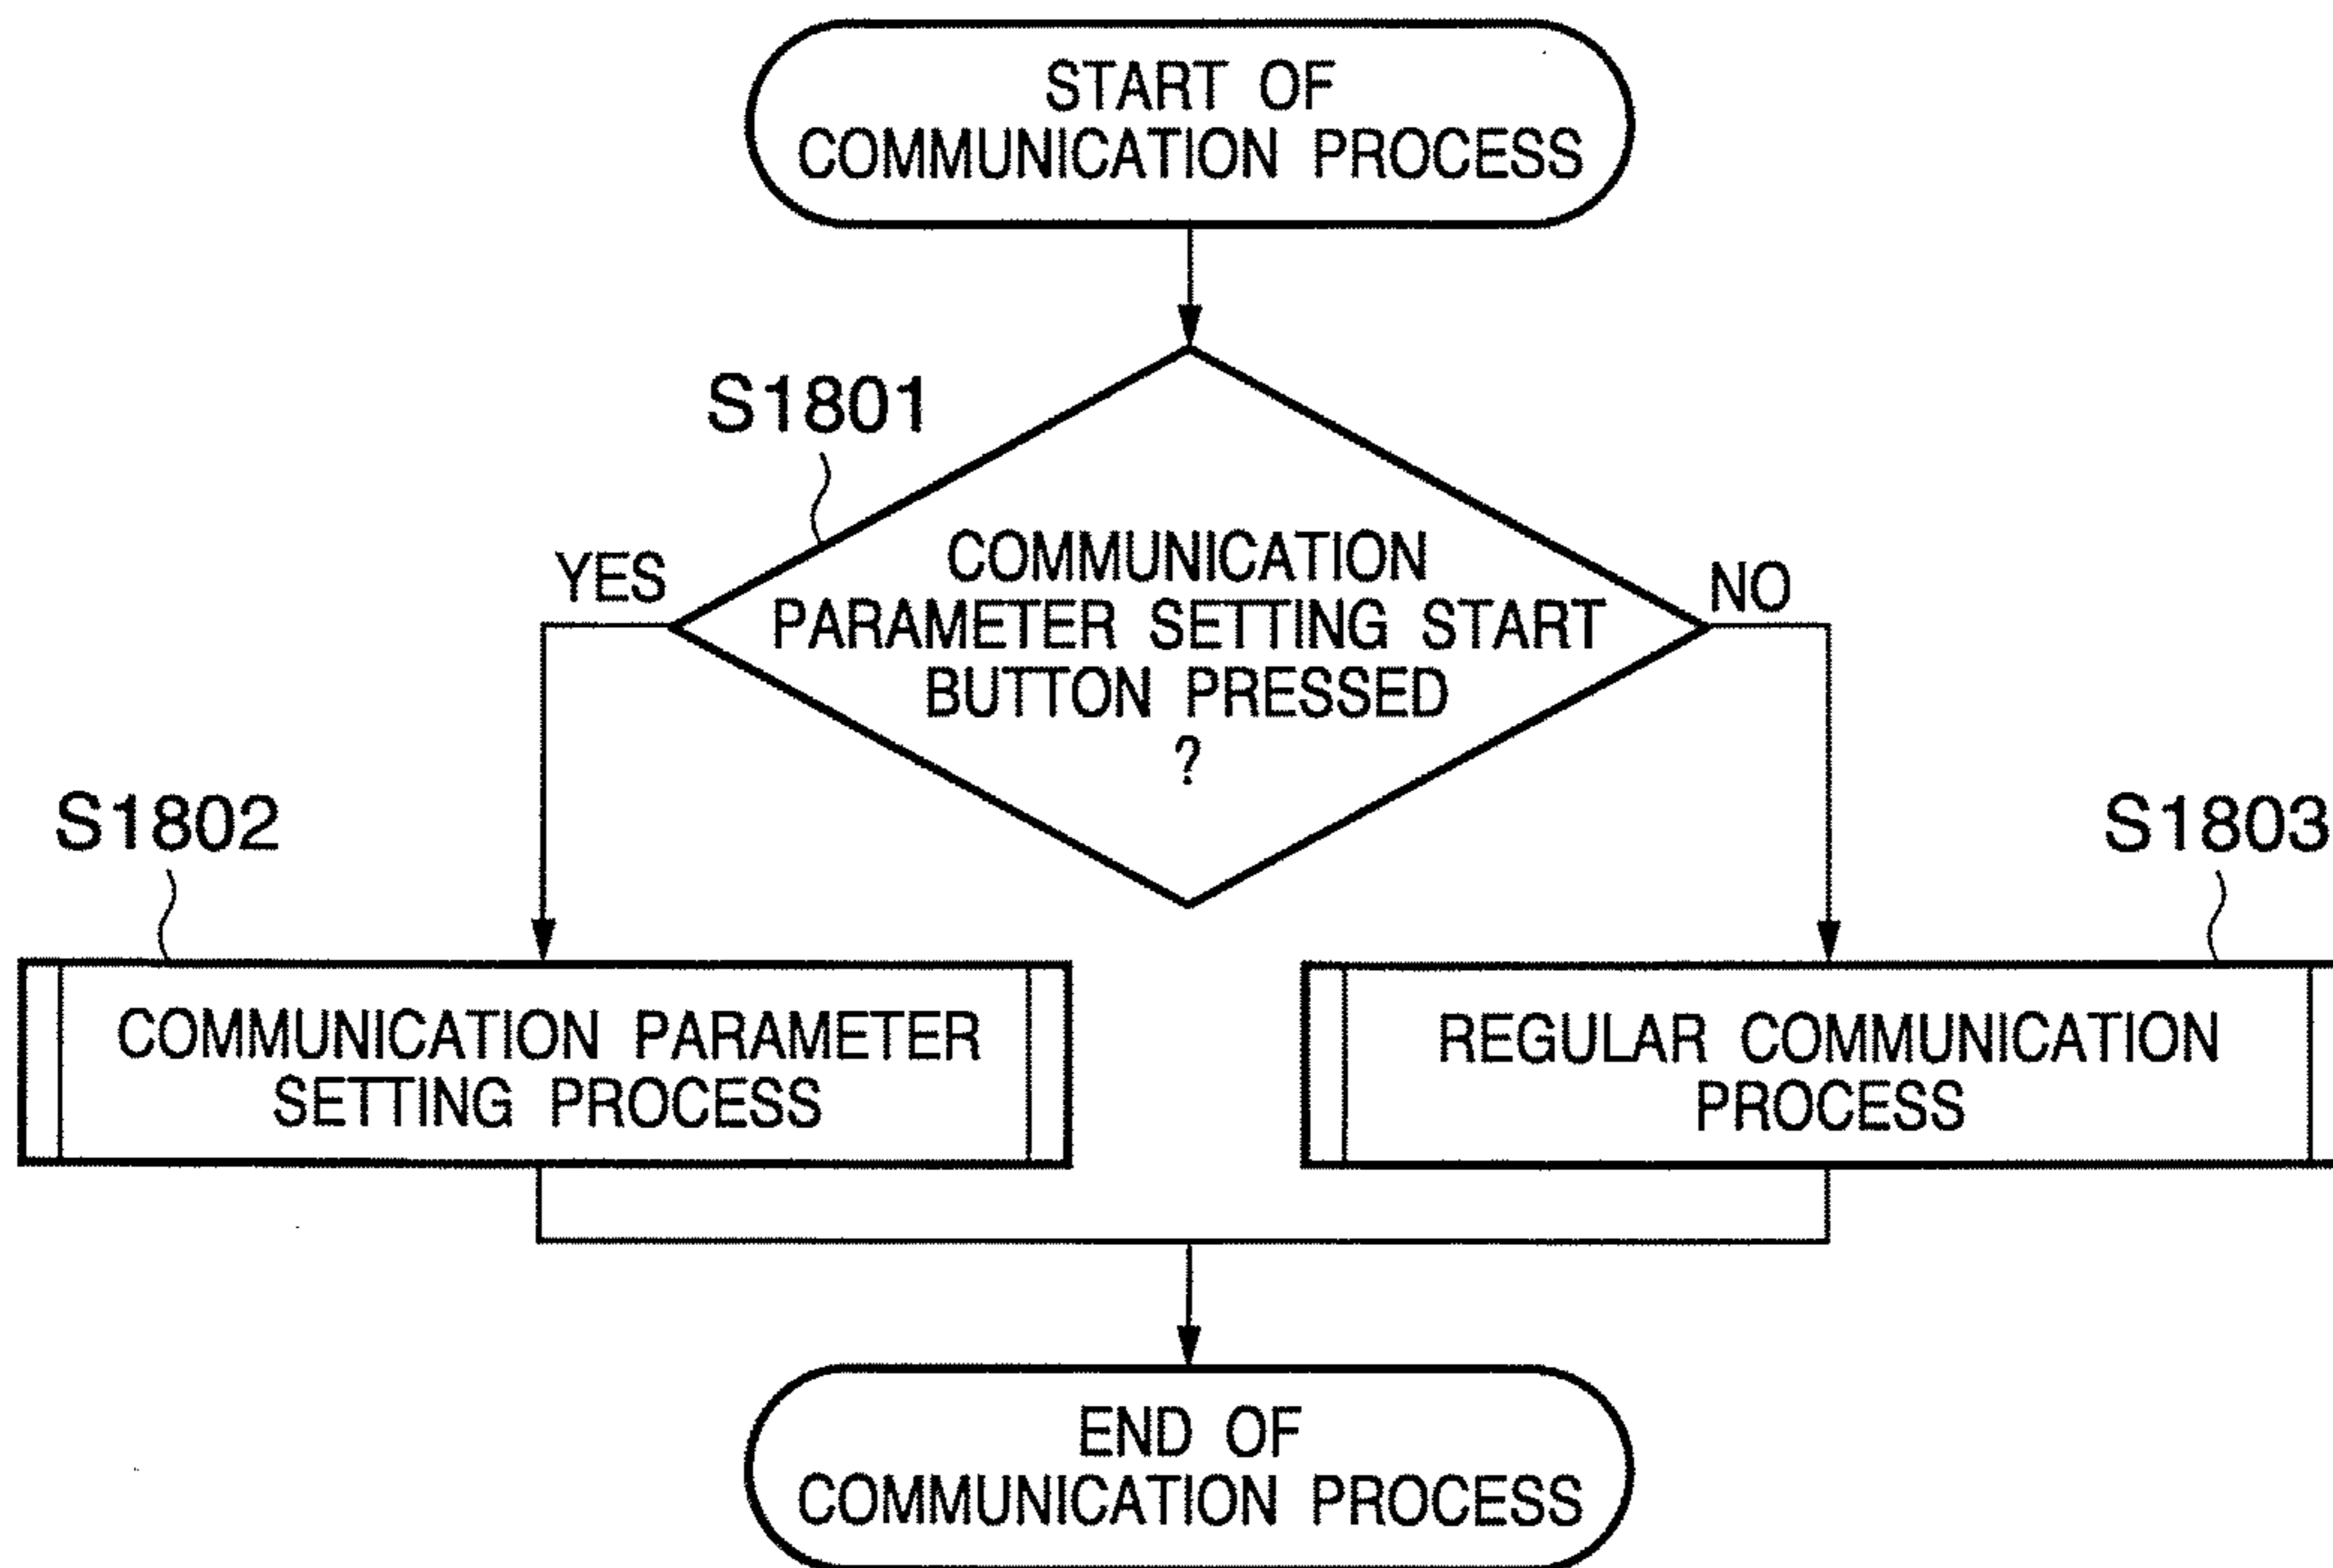 START OF
COMMUNICATION PROCESS
S1801
YES
COMMUNICATION
PARAMETER SETTING START
BUTTON PRESSED
?
NO
S1802
S1803
COMMUNICATION PARAMETER
SETTING PROCESS
REGULAR COMMUNICATION
PROCESS
END OF
COMMUNICATION PROCESS